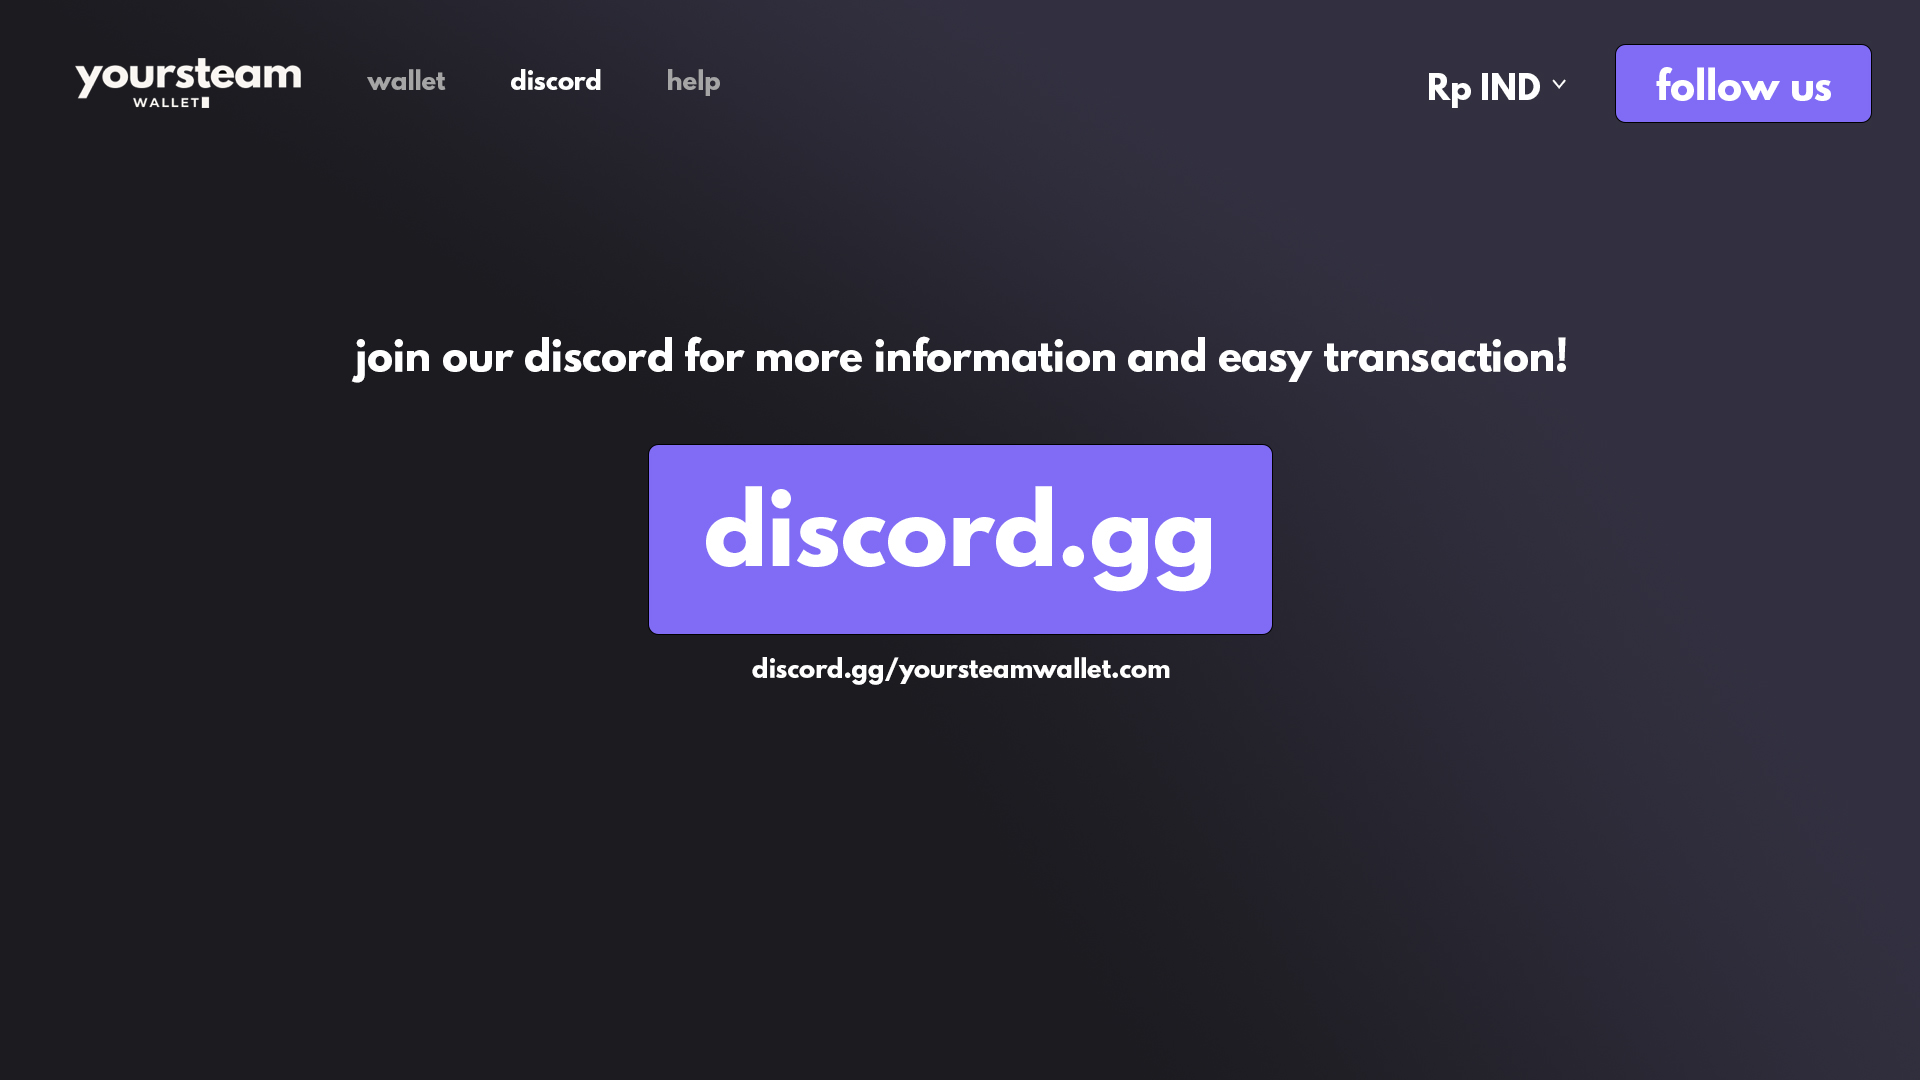 yoursteam
WALLET
wallet
discord
help
Rp IND
follow us
join our discord for more information and easy transaction!
discord.gg
discord.gg/yoursteamwallet.com